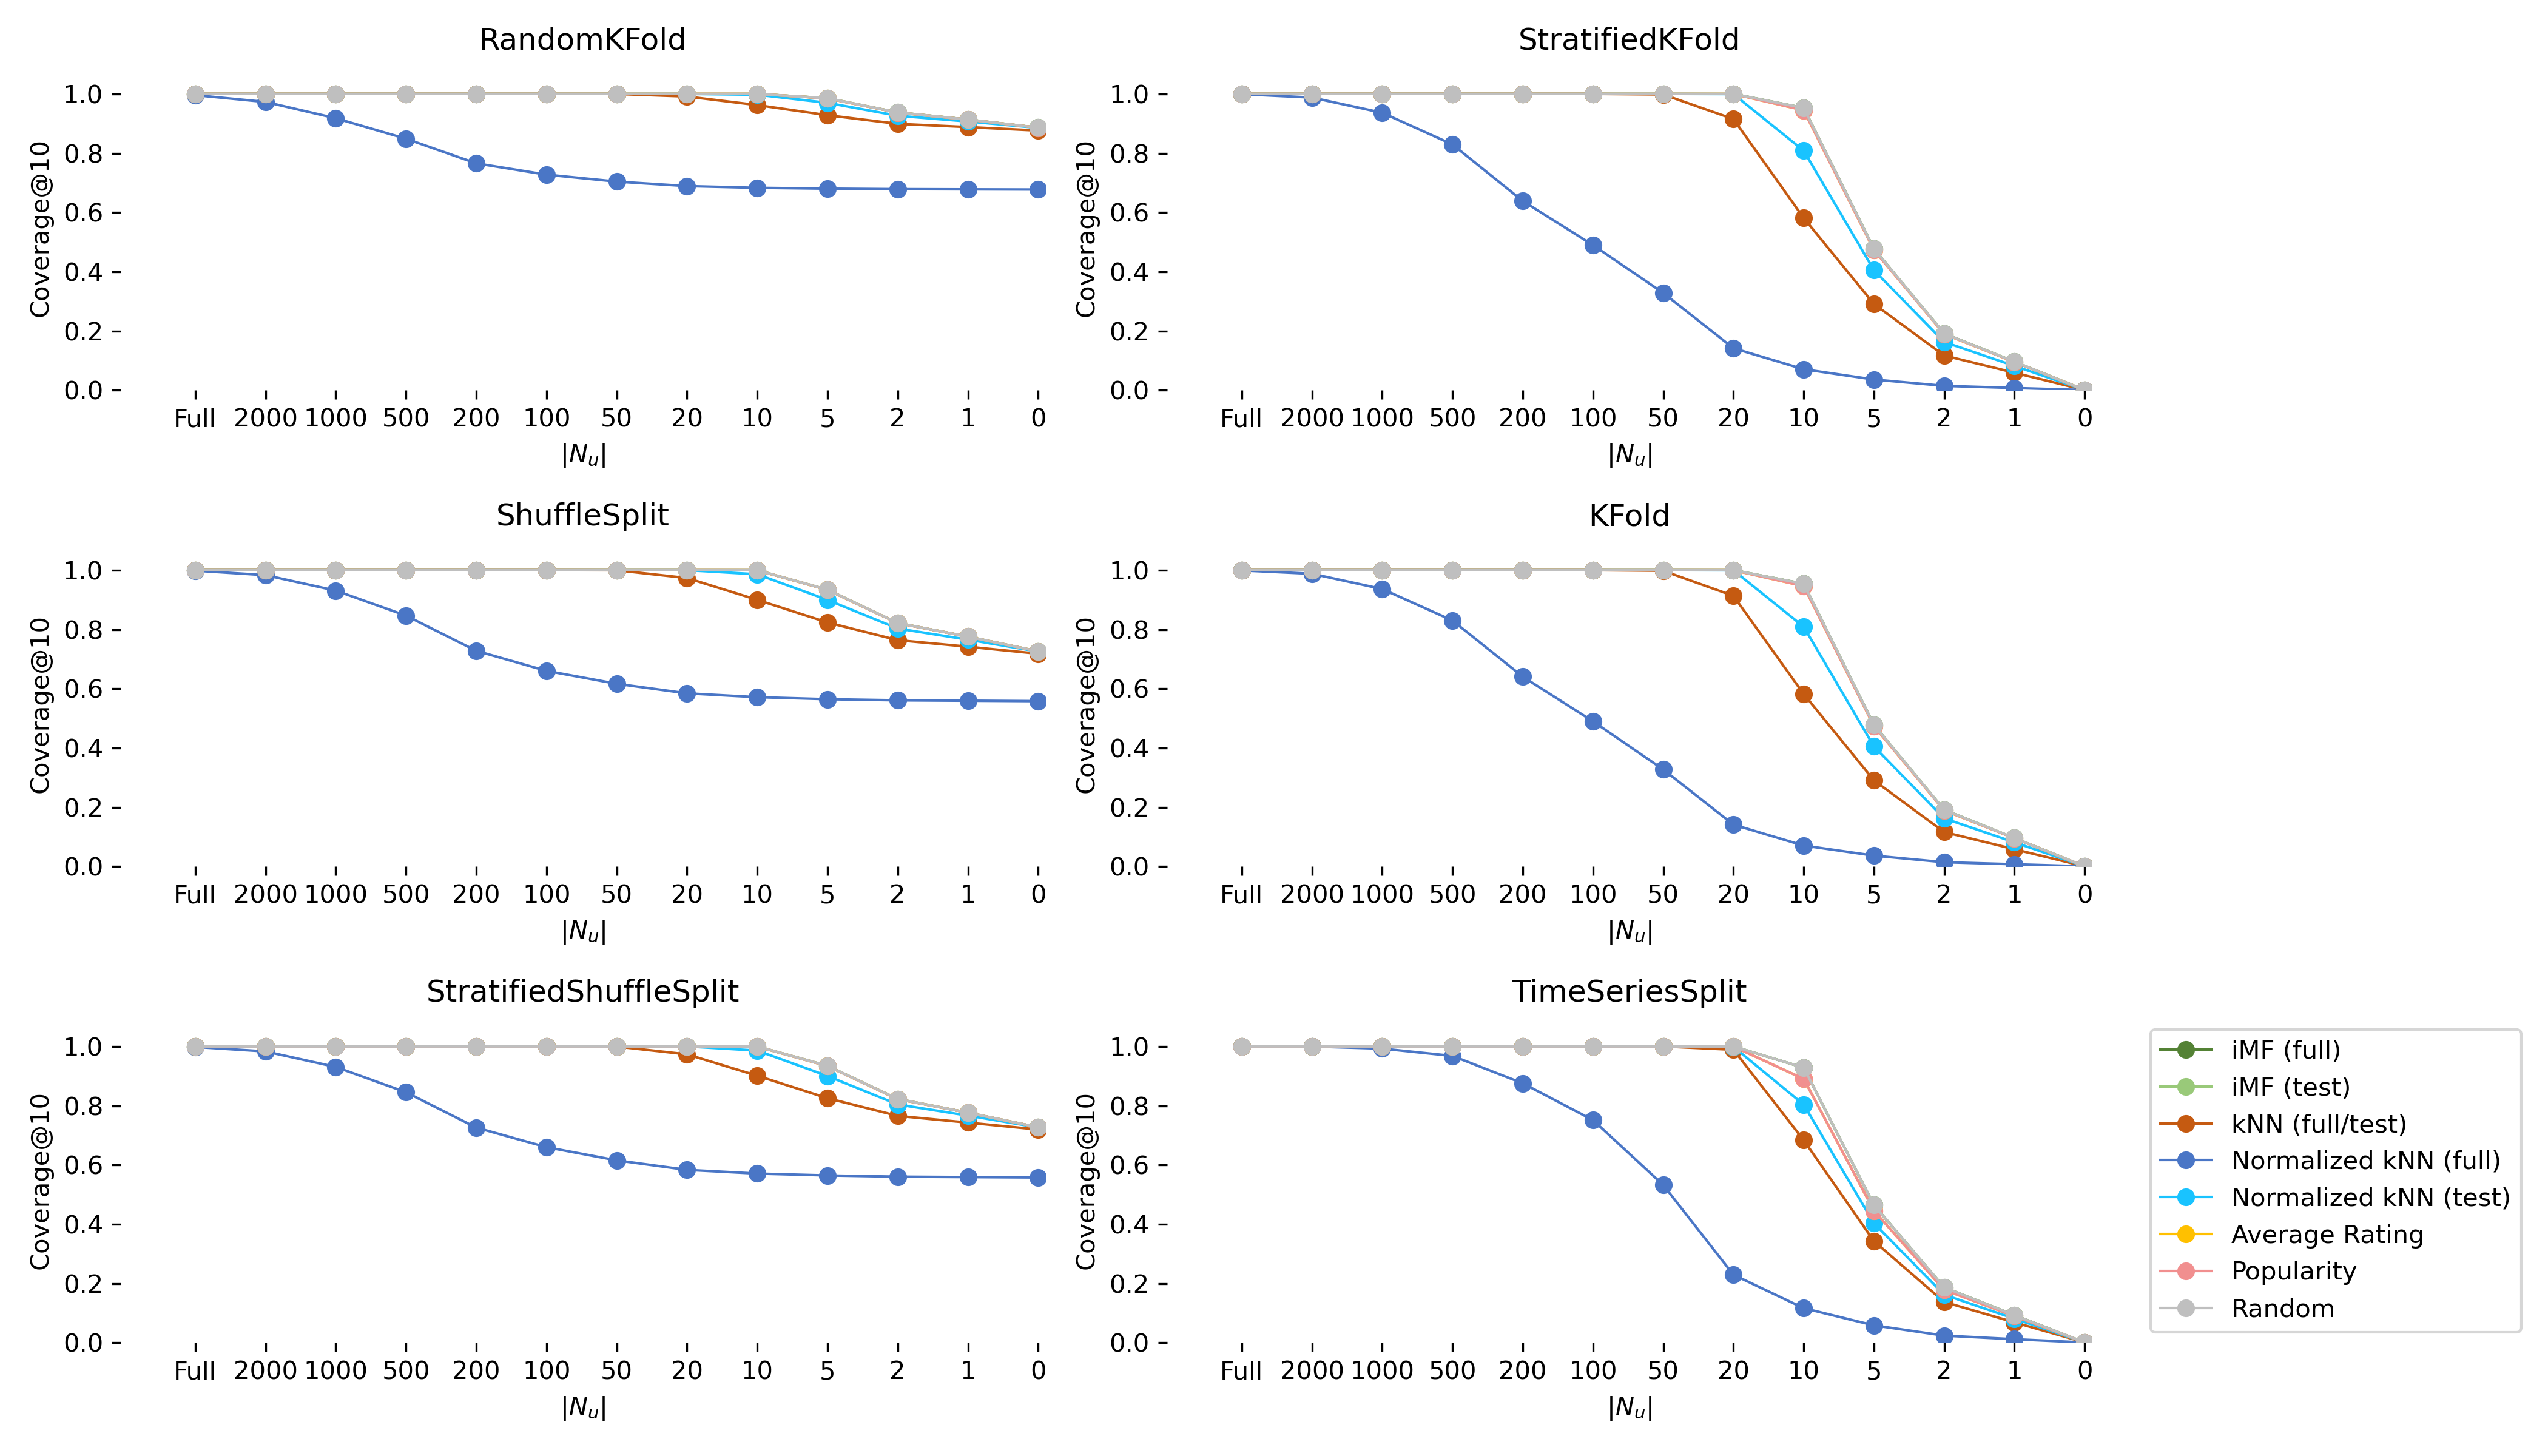 RandomKFold
Coverage@10
1.0
0.8
0.6
0.4
0.2
0.0
Full 2000 1000 500 200 100 50 20 10 5 2 1 0
|Nu|
StratifiedKFold
Coverage@10
1.0
0.8
0.6
0.4
0.2
0.0
Full 2000 1000 500 200 100 50 20 10 5 2 1 0
|Nu|
ShuffleSplit
Coverage@10
1.0
0.8
0.6
0.4
0.2
0.0
Full 2000 1000 500 200 100 50 20 10 5 2 1 0
|Nu|
KFold
Coverage@10
1.0
0.8
0.6
0.4
0.2
0.0
Full 2000 1000 500 200 100 50 20 10 5 2 1 0
|Nu|
StratifiedShuffleSplit
Coverage@10
1.0
0.8
0.6
0.4
0.2
0.0
Full 2000 1000 500 200 100 50 20 10 5 2 1 0
|Nu|
TimeSeriesSplit
Coverage@10
1.0
0.8
0.6
0.4
0.2
0.0
Full 2000 1000 500 200 100 50 20 10 5 2 1 0
|Nu|
iMF (full)
iMF (test)
kNN (full/test)
Normalized kNN (full)
Normalized kNN (test)
Average Rating
Popularity
Random